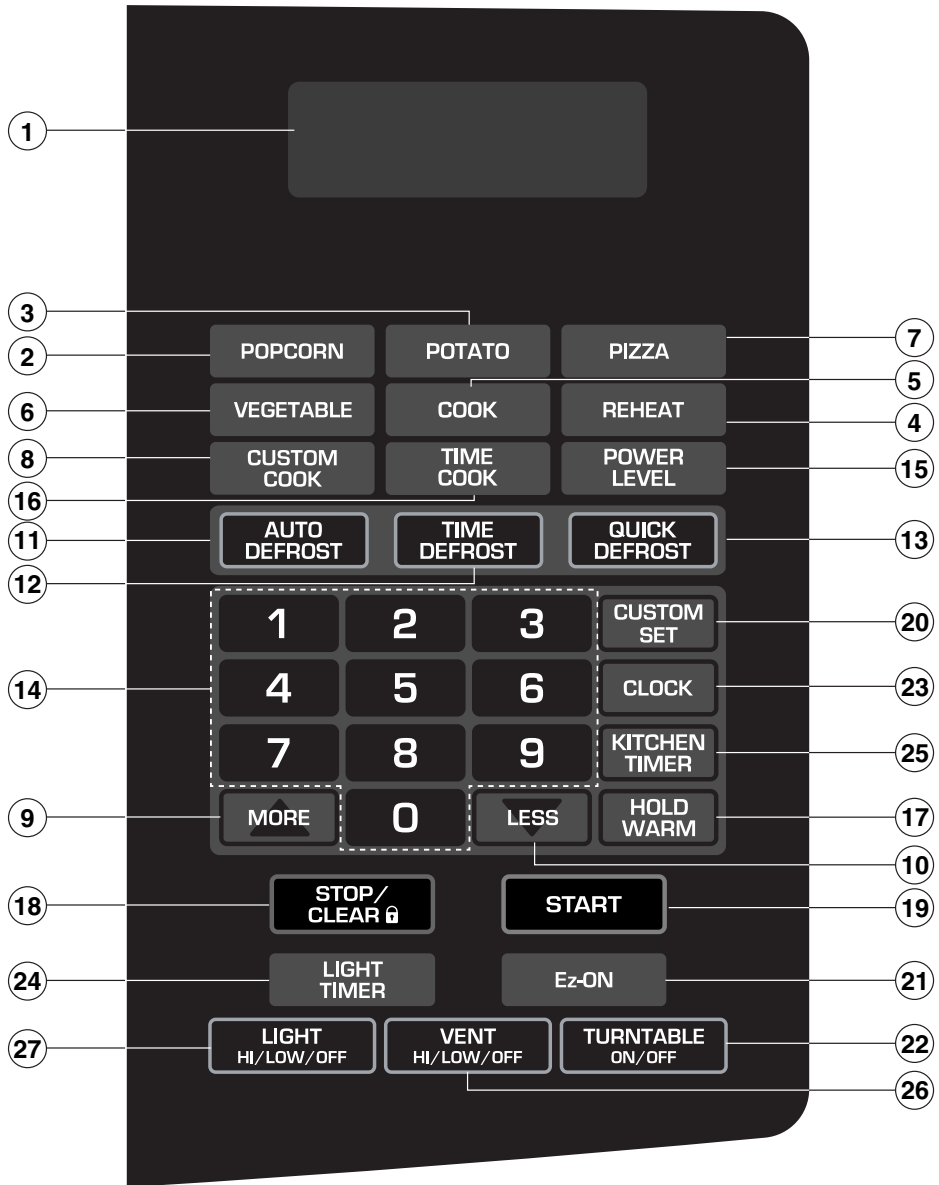 1
3
POPCORN POTATO PIZZA
2
7
5
VEGETABLE COOK REHEAT
6
4
8
CUSTOM COOK
TIME COOK
POWER LEVEL
15
16
11
AUTO DEFROST
TIME DEFROST
QUICK DEFROST
13
12
1 2 3
CUSTOM SET
20
14
4 5 6
CLOCK
23
7 8 9
KITCHEN TIMER
25
9
MORE
0
LESS
HOLD WARM
17
10
18
STOP/
CLEAR
START
19
24
LIGHT TIMER
Ez-ON
21
27
LIGHT
HI/LOW/OFF
VENT
HI/LOW/OFF
TURNTABLE
ON/OFF
22
26